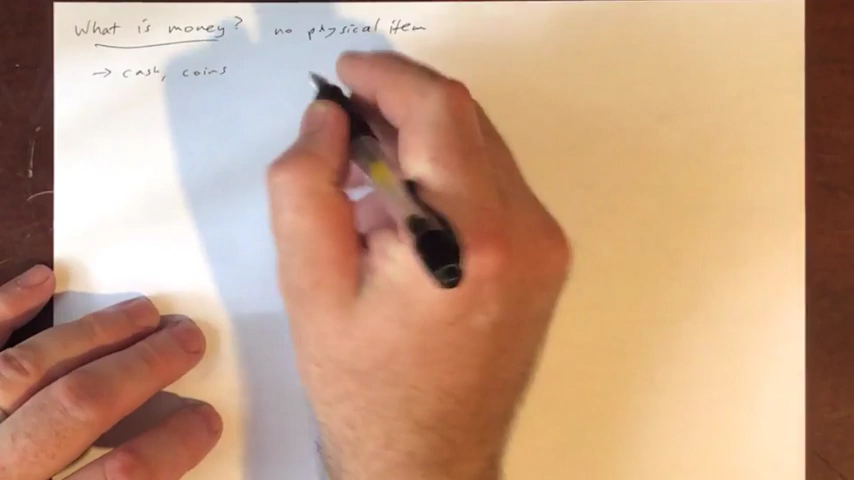 What is money? no physical item
→ cash, coins